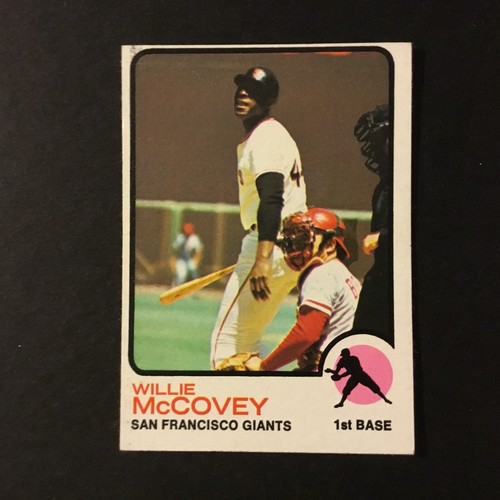 WILLIE
McCOVEY
SAN FRANCISCO GIANTS
1st BASE